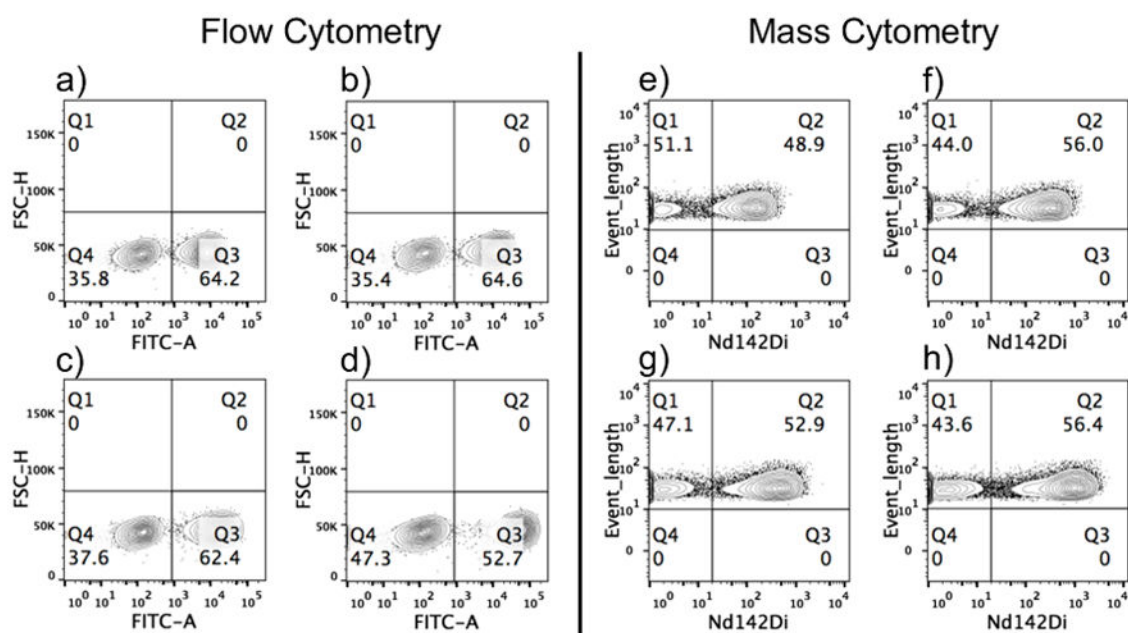 Flow Cytometry
Mass Cytometry
a)
Q1
0
Q2
0
Q4
35.8
Q3
64.2
150K
100K
50K
0
FSC_H
10^0 10^1 10^2 10^3 10^4 10^5
FITC-A
b)
Q1
0
Q2
0
Q4
35.4
Q3
64.6
150K
100K
50K
0
FSC_H
10^0 10^1 10^2 10^3 10^4 10^5
FITC-A
e)
Q1
51.1
Q2
48.9
Q4
0
Q3
0
10^4
10^3
10^2
10^1
0
Event_length
10^0 10^1 10^2 10^3 10^4
Nd142Di
f)
Q1
44.0
Q2
56.0
Q4
0
Q3
0
10^4
10^3
10^2
10^1
0
Event_length
10^0 10^1 10^2 10^3 10^4
Nd142Di
c)
Q1
0
Q2
0
Q4
37.6
Q3
62.4
150K
100K
50K
0
FSC_H
10^0 10^1 10^2 10^3 10^4 10^5
FITC-A
d)
Q1
0
Q2
0
Q4
47.3
Q3
52.7
150K
100K
50K
0
FSC_H
10^0 10^1 10^2 10^3 10^4 10^5
FITC-A
g)
Q1
47.1
Q2
52.9
Q4
0
Q3
0
10^4
10^3
10^2
10^1
0
Event_length
10^0 10^1 10^2 10^3 10^4
Nd142Di
h)
Q1
43.6
Q2
56.4
Q4
0
Q3
0
10^4
10^3
10^2
10^1
0
Event_length
10^0 10^1 10^2 10^3 10^4
Nd142Di